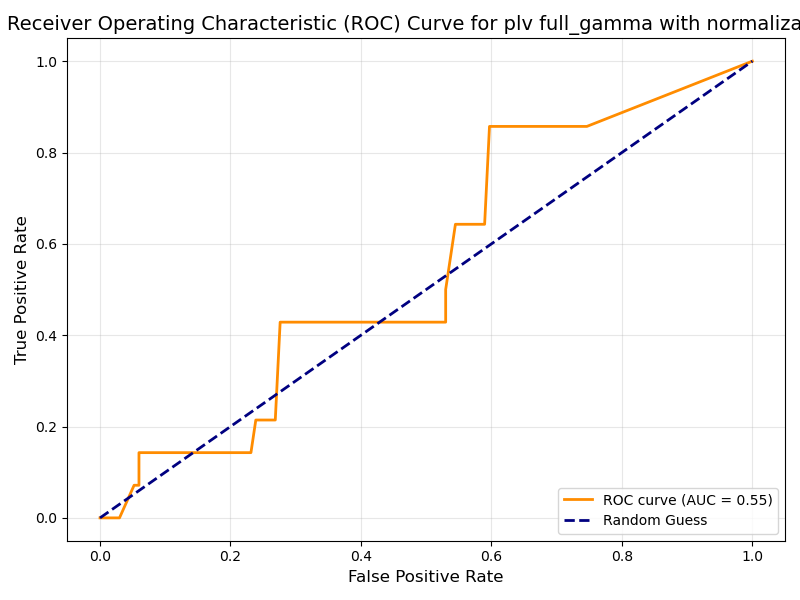 Receiver Operating Characteristic (ROC) Curve for plv full_gamma with normaliza
1.0
0.8
0.6
0.4
0.2
0.0
True Positive Rate
ROC curve (AUC = 0.55)
Random Guess
0.0 0.2 0.4 0.6 0.8 1.0
False Positive Rate